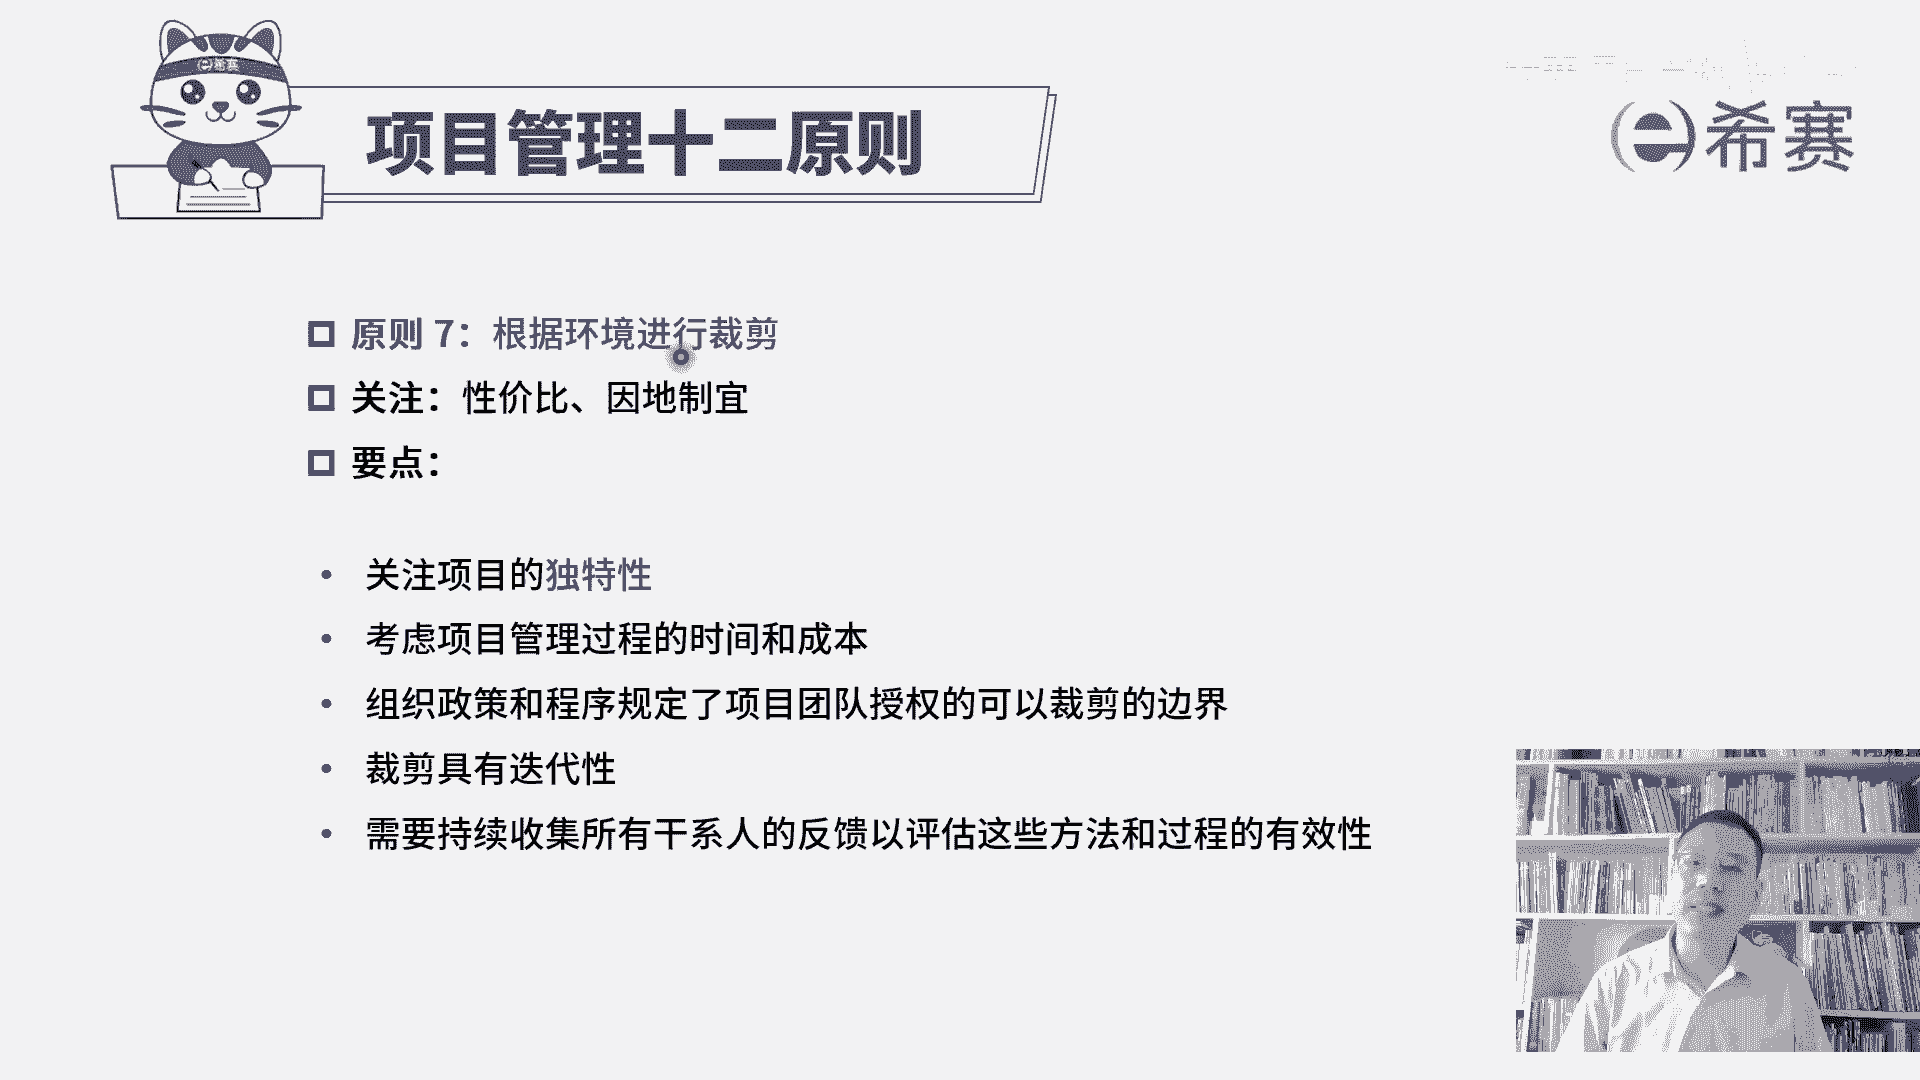 希赛
项目管理十二原则
希赛
原则 7：根据环境进行裁剪
关注：性价比、因地制宜
要点：
关注项目的独特性
考虑项目管理过程的时间和成本
组织政策和程序规定了项目团队授权的可以裁剪的边界
裁剪具有迭代性
需要持续收集所有干系人的反馈以评估这些方法和过程的有效性